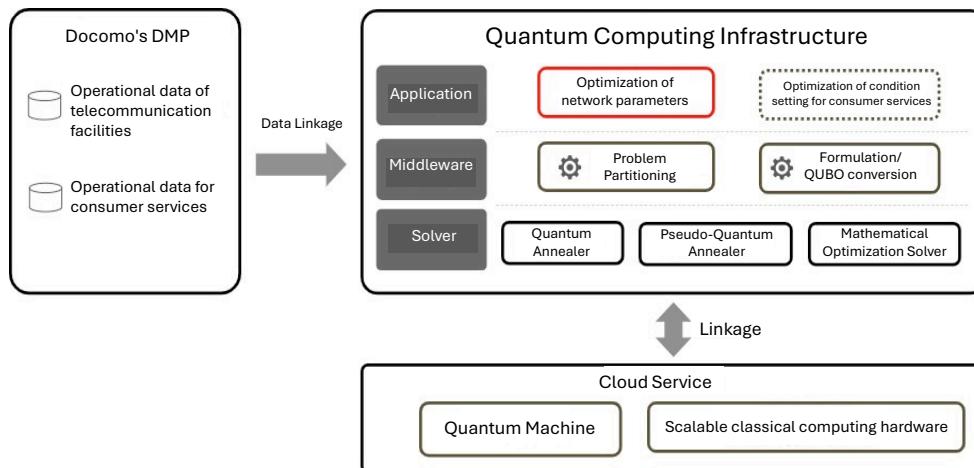 Docomo's DMP
Operational data of
telecommunication
facilities
Operational data for
consumer services
Data Linkage
Quantum Computing Infrastructure
Application
Optimization of
network parameters
Optimization of condition
setting for consumer services
Middleware
Problem
Partitioning
Formulation/
QUBO conversion
Solver
Quantum
Annealer
Pseudo-Quantum
Annealer
Mathematical
Optimization Solver
Linkage
Cloud Service
Quantum Machine
Scalable classical computing hardware